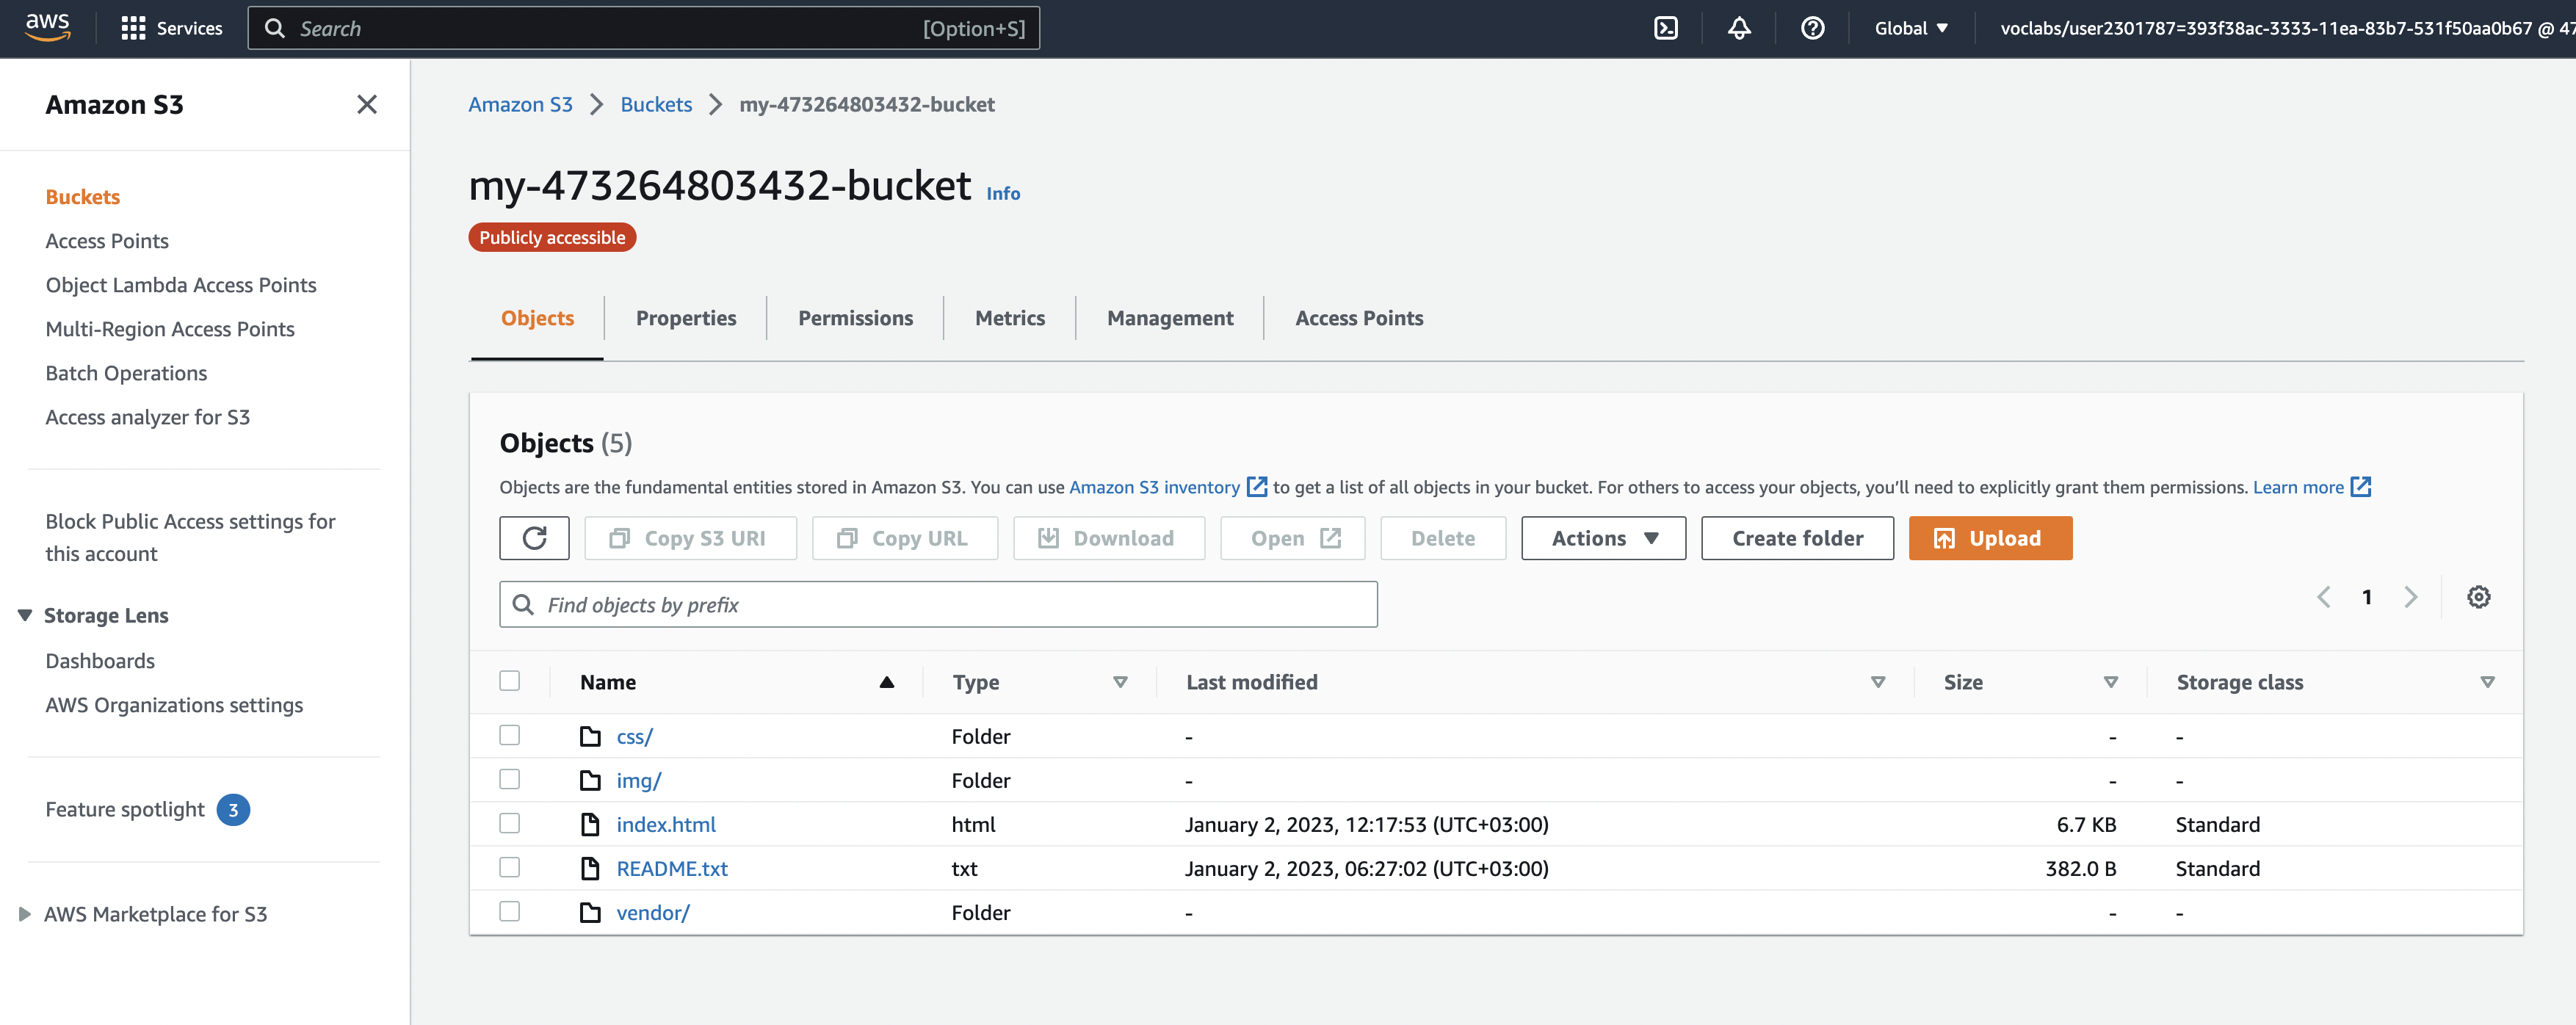 aws Services Search [Option+S] Global voclabs/user2301787=393f38ac-3333-11ea-83b7-531f50aa0b67 @ 47
Amazon S3
Buckets
Access Points
Object Lambda Access Points
Multi-Region Access Points
Batch Operations
Access analyzer for S3
Block Public Access settings for
this account
Storage Lens
Dashboards
AWS Organizations settings
Feature spotlight 3
AWS Marketplace for S3
Amazon S3 Buckets my-473264803432-bucket
my-473264803432-bucket Info
Publicly accessible
Objects Properties Permissions Metrics Management Access Points
Objects (5)
Objects are the fundamental entities stored in Amazon S3. You can use Amazon S3 inventory to get a list of all objects in your bucket. For others to access your objects, you’ll need to explicitly grant them permissions. Learn more
Copy S3 URI Copy URL Download Open Delete Actions Create folder Upload
Find objects by prefix 1
Name Type Last modified Size Storage class
css/ Folder - - -
img/ Folder - - -
index.html html January 2, 2023, 12:17:53 (UTC+03:00) 6.7 KB Standard
README.txt txt January 2, 2023, 06:27:02 (UTC+03:00) 382.0 B Standard
vendor/ Folder - - -